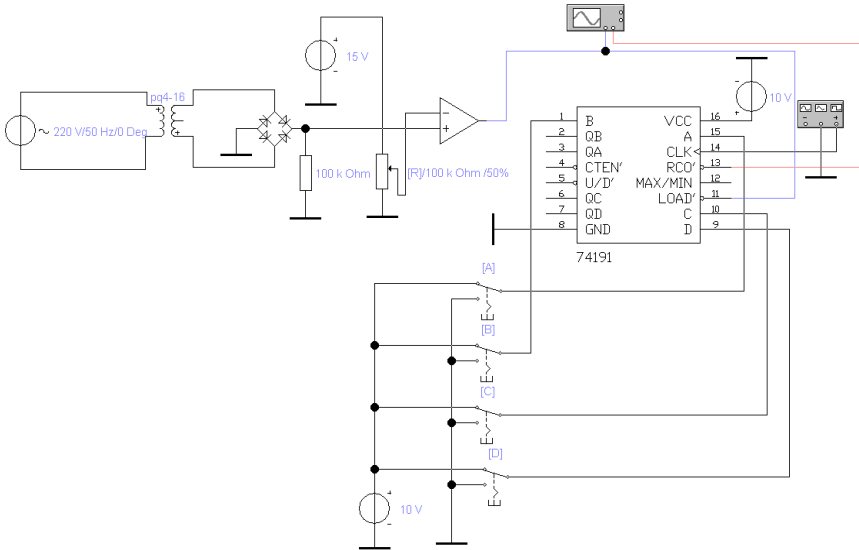 15 V
pq4-16
220 V/50 Hz/0 Deg
100 k Ohm
[R]/100 k Ohm /50%
10 V
1 B VCC 16
2 QB A 15
3 QA CLK 14
4 CTEN' RCO' 13
5 U/D' MAX/MIN 12
6 QC LOAD' 11
7 QD C 10
8 GND D 9
74191
[A]
[B]
[C]
[D]
10 V